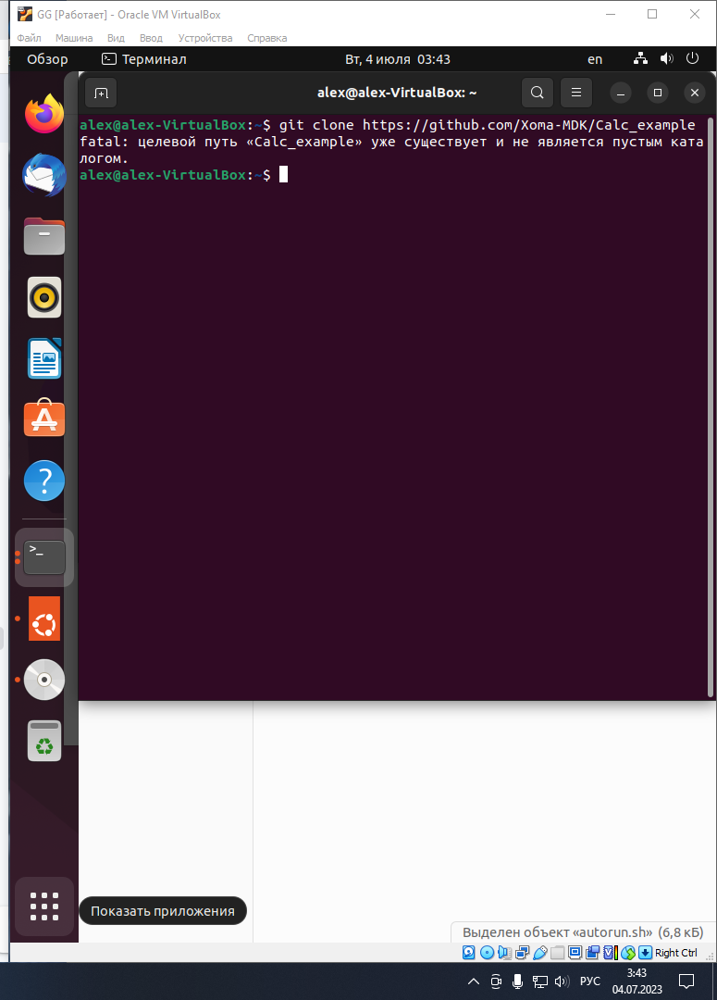 GG [Работает] - Oracle VM VirtualBox
Файл Машина Вид Ввод Устройства Справка
Обзор Терминал Вт, 4 июля 03:43 en
alex@alex-VirtualBox: ~
alex@alex-VirtualBox:~$ git clone https://github.com/Xoma-MDK/Calc_example
fatal: целевой путь «Calc_example» уже существует и не является пустым ката
логом.
alex@alex-VirtualBox:~$
Показать приложения
Выделен объект «autorun.sh» (6,8 кБ)
Right Ctrl
РУС
3:43
04.07.2023